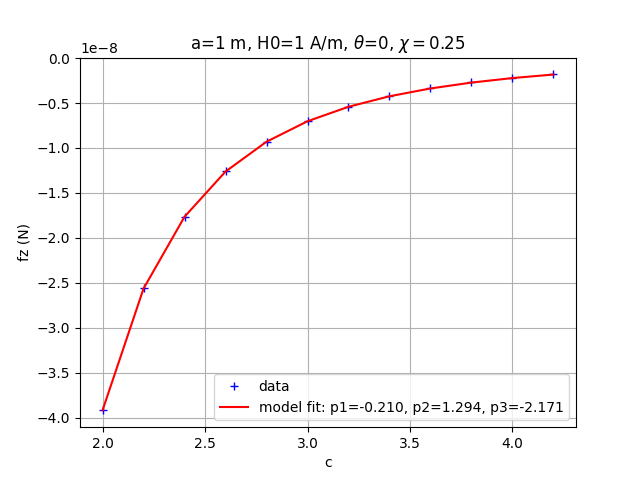 a=1 m, H0=1 A/m, θ=0, χ = 0.25
1e−8
0.0
−0.5
−1.0
−1.5
−2.0
−2.5
−3.0
−3.5
−4.0
fz (N)
data
model fit: p1=-0.210, p2=1.294, p3=-2.171
2.0 2.5 3.0 3.5 4.0
c